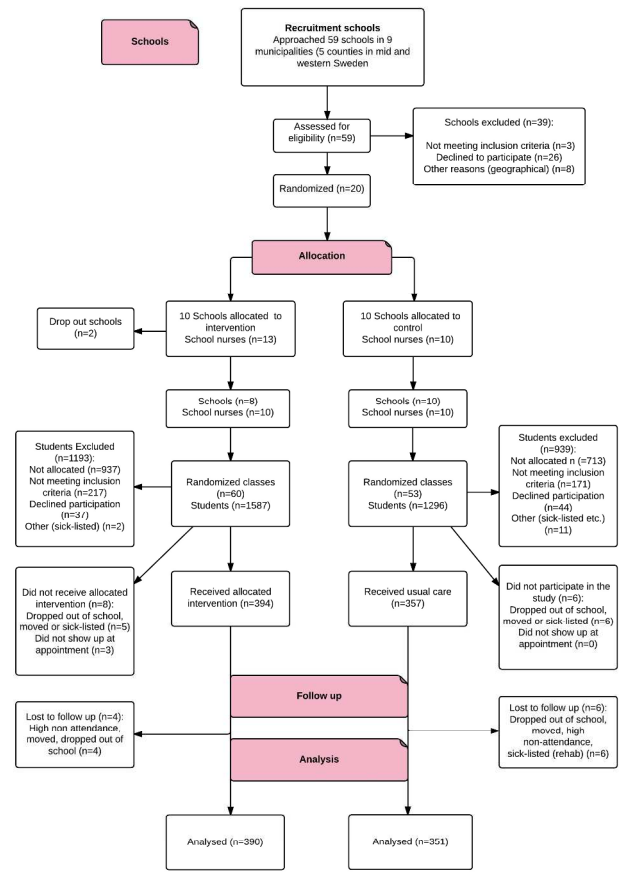 Schools
Recruitment schools
Approached 59 schools in 9
municipalities (5 counties in mid and
western Sweden
Assessed for
eligibility (n=59)
Schools excluded (n=39):
Not meeting inclusion criteria (n=3)
Declined to participate (n=26)
Other reasons (geographical) (n=8)
Randomized (n=20)
Allocation
Drop out schools
(n=2)
10 Schools allocated to
intervention
School nurses (n=13)
10 Schools allocated to
control
School nurses (n=10)
Schools (n=8)
School nurses (n=10)
Schools (n=10)
School nurses (n=10)
Students Excluded
(n=1193):
Not allocated (n=937)
Not meeting inclusion
criteria (n=217)
Declined participation
(n=37)
Other (sick-listed) (n=2)
Randomized classes
(n=60)
Students (n=1587)
Randomized classes
(n=53)
Students (n=1296)
Students excluded
(n=939):
Not allocated n (=713)
Not meeting inclusion
criteria (n=171)
Declined participation
(n=44)
Other (sick-listed etc.)
(n=11)
Did not receive allocated
intervention (n=8):
Dropped out of school,
moved or sick-listed (n=5)
Did not show up at
appointment (n=3)
Received allocated
intervention (n=394)
Received usual care
(n=357)
Did not participate in the
study (n=6):
Dropped out of school,
moved or sick-listed (n=6)
Did not show up at
appointment (n=0)
Follow up
Lost to follow up (n=4):
High non attendance,
moved, dropped out of
school (n=4)
Lost to follow up (n=6):
Dropped out of school,
moved, high
non-attendance,
sick-listed (rehab) (n=6)
Analysis
Analysed (n=390)
Analysed (n=351)